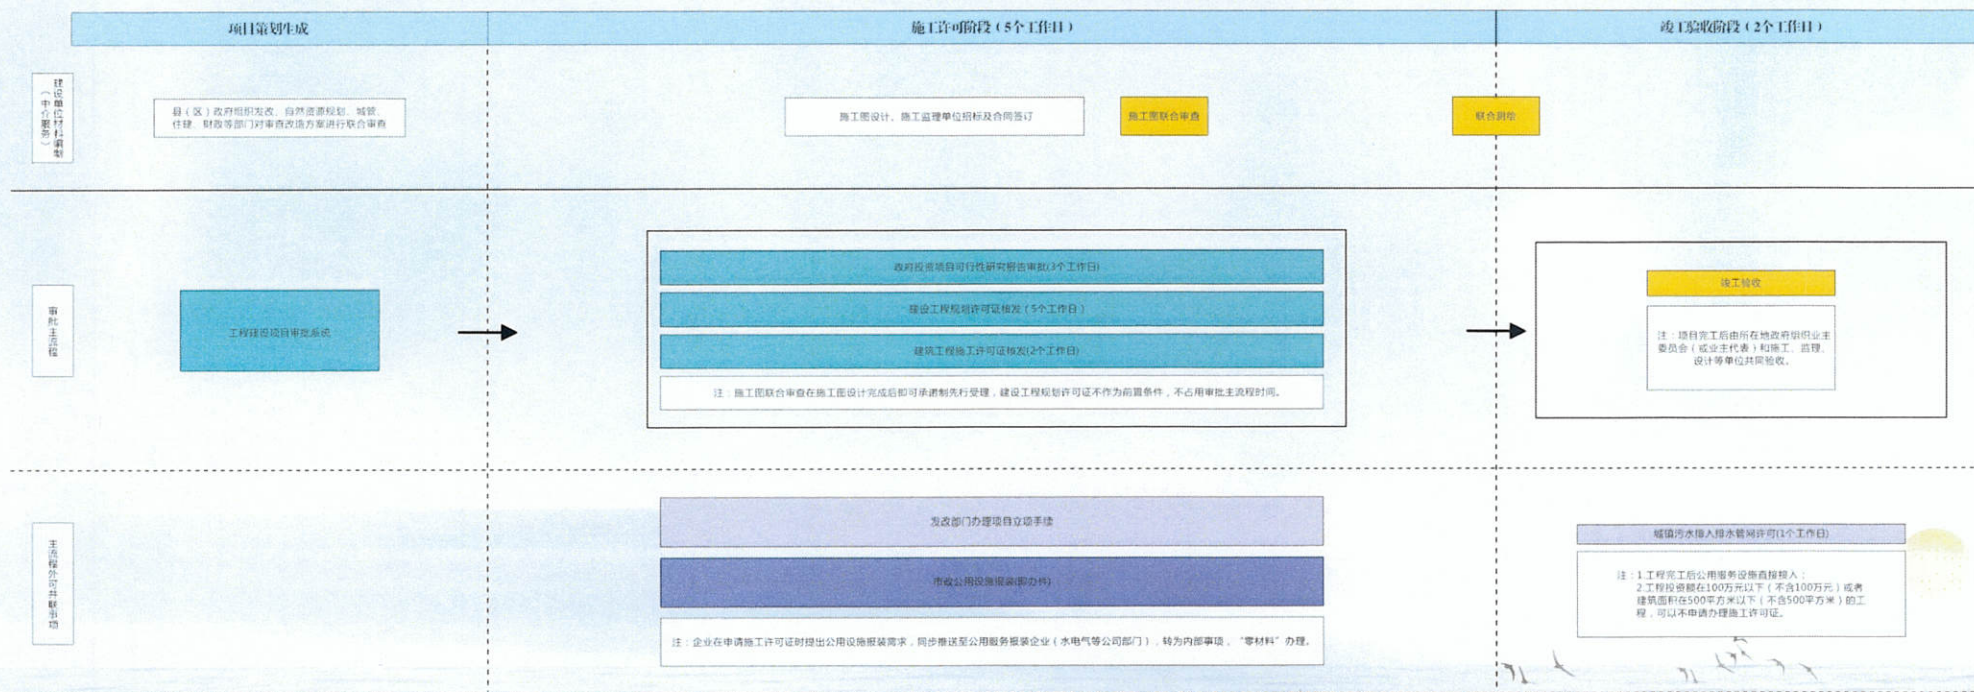 项目策划生成
施工许可阶段（5个工作日）
竣工验收阶段（2个工作日）
建设单位材料编制
（中介服务）
县（区）政府组织发改、自然资源规划、城管、
住建、财政等部门对审查改造方案进行联合审查
施工图设计、施工监理单位招标及合同签订
施工图联合审查
联合测绘
审批主流程
工程建设项目审批系统
政府投资项目可行性研究报告审批(3个工作日)
建设工程规划许可证核发（5个工作日）
建筑工程施工许可证核发(2个工作日)
注：施工图联合审查在施工图设计完成后即可承诺制先行受理，建设工程规划许可证不作为前置条件，不占用审批主流程时间。
竣工验收
注：项目完工后由所在地政府组织业主
委员会（或业主代表）和施工、监理、
设计等单位共同验收。
主流程外可并联事项
发改部门办理项目立项手续
市政公用设施报装(即办件)
注：企业在申请施工许可证时提出公用设施报装需求，同步推送至公用服务报装企业（水电气等公司部门），转为内部事项，“零材料”办理。
城镇污水排入排水管网许可(1个工作日)
注：1.工程完工后公用服务设施直接接入；
2.工程投资额在100万元以下（不含100万元）或者
建筑面积在500平方米以下（不含500平方米）的工
程，可以不申请办理施工许可证。